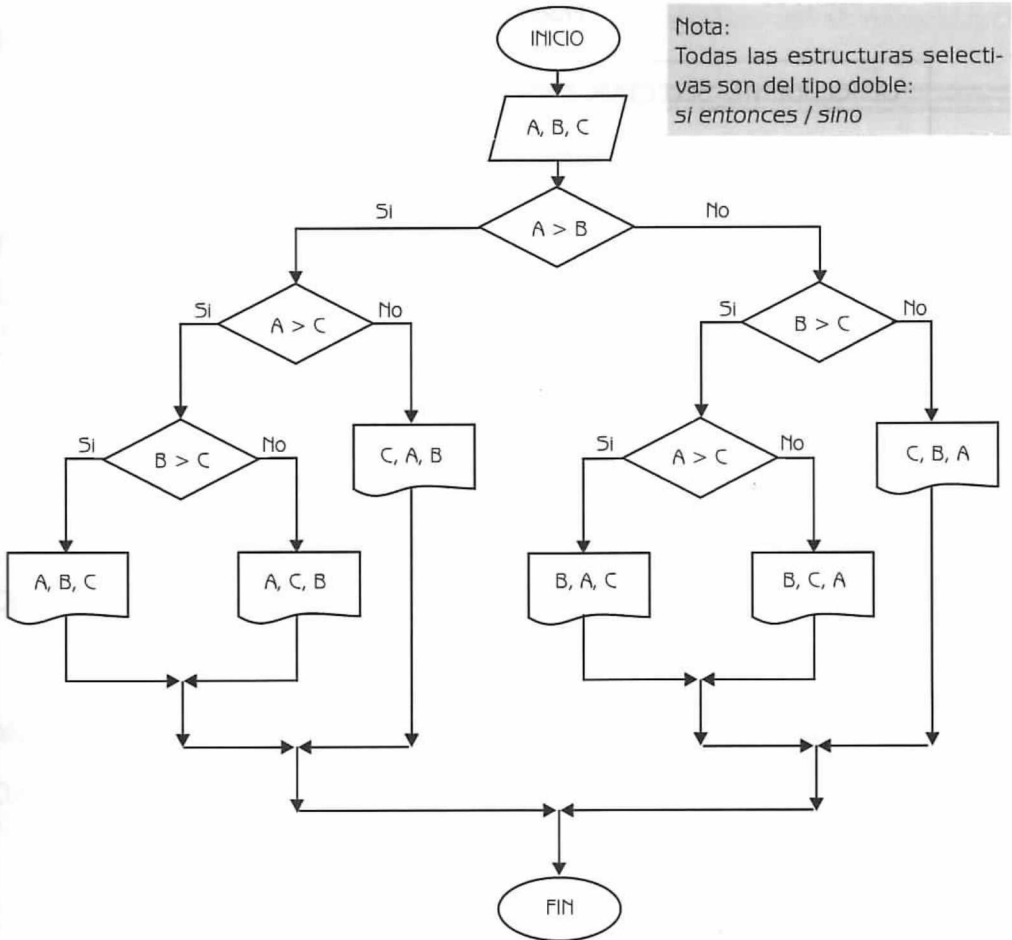 INICIO
Nota:
Todas las estructuras selecti-
vas son del tipo doble:
si entonces / sino
A, B, C
A > B
Si
No
A > C
Si
No
B > C
Si
No
B > C
Si
No
C, A, B
A > C
Si
No
C, B, A
A, B, C
A, C, B
B, A, C
B, C, A
FIN